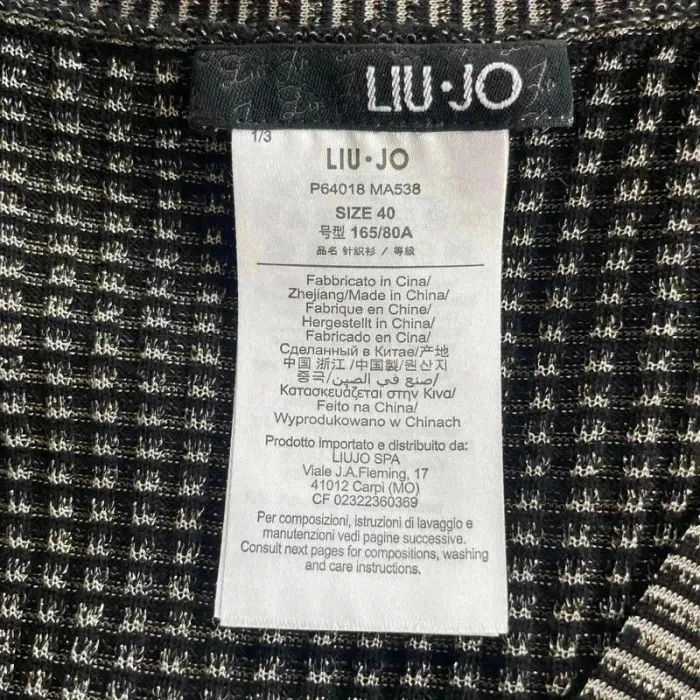 LIU·JO
1/3
LIU·JO
P64018 MA538
SIZE 40
号型 165/80A
品名 针織衫 / 等級
Fabbricato in Cina/
Zhejiang/Made in China/
Fabrique en Chine/
Hergestellt in China/
Fabricado en China/
Сделанный в Китае/产地
中国 浙江 /中国製/원산지
중국/صنع في الصين/
Κατασκευάζεται στην Κινα/
Feito na China/
Wyprodukowano w Chinach
Prodotto importato e distribuito da:
LIUJO SPA
Viale J.A.Fleming, 17
41012 Carpi (MO)
CF 02322360369
Per composizioni, istruzioni di lavaggio e
manutenzioni vedi pagine successive.
Consult next pages for compositions, washing
and care instructions.